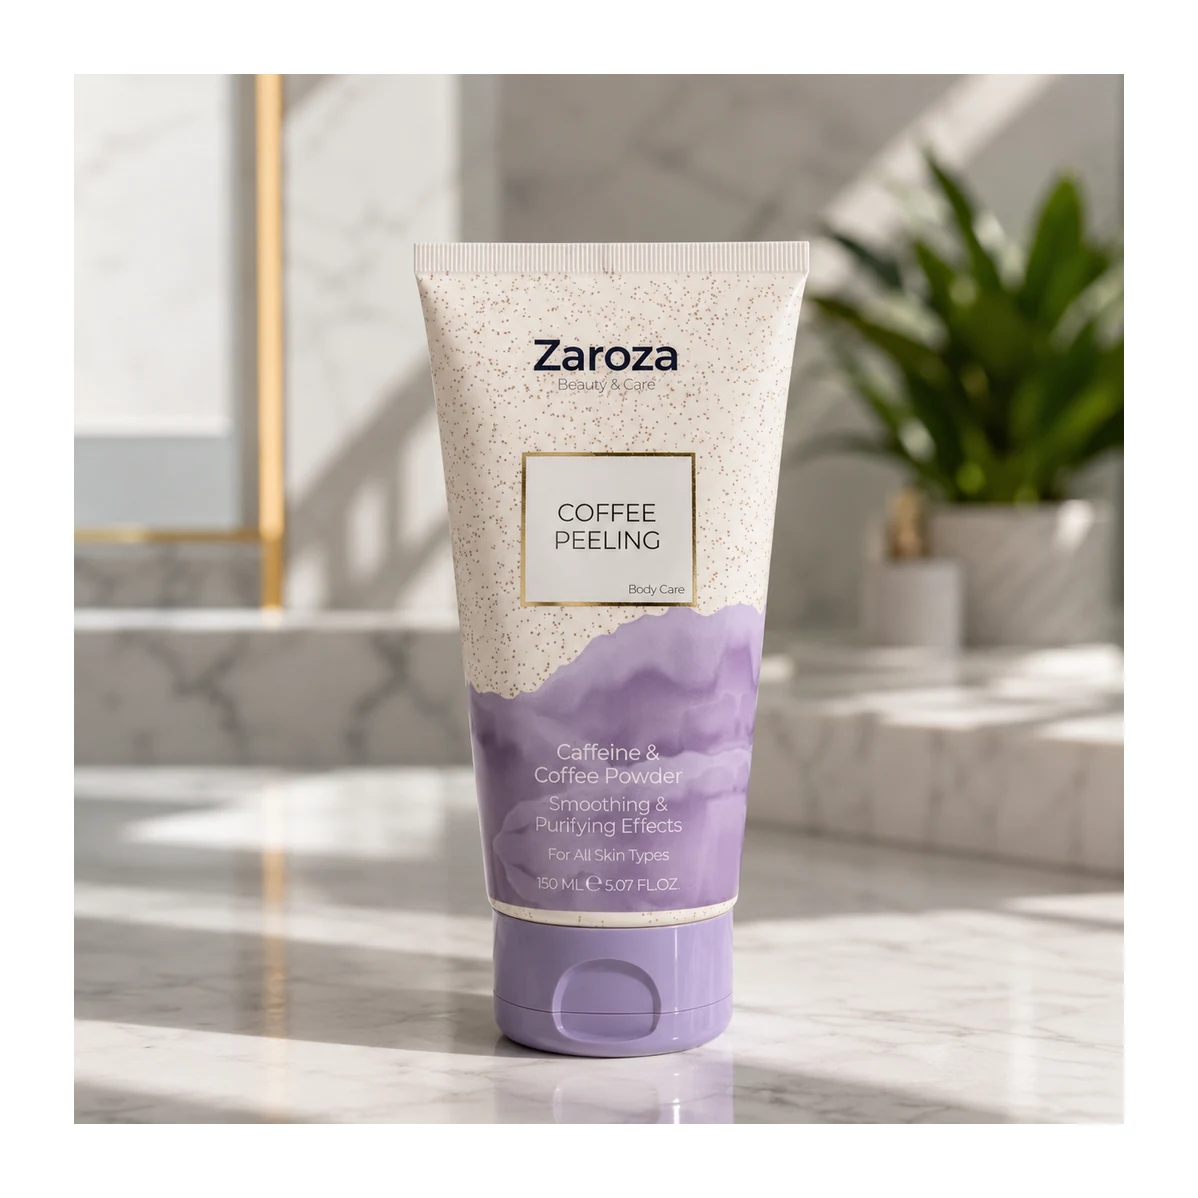 Zaroza
Beauty & Care
COFFEE
PEELING
Body Care
Caffeine &
Coffee Powder
Smoothing &
Purifying Effects
For All Skin Types
150 ML ℮ 5.07 FL.OZ.